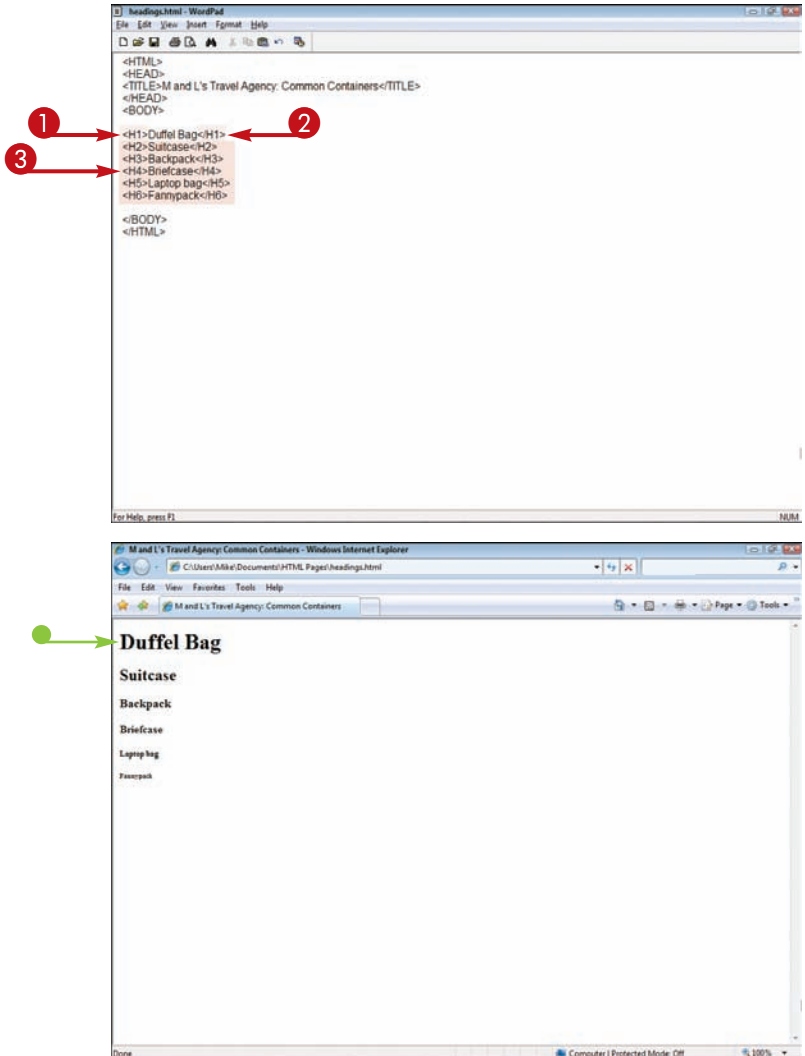 headings.html - WordPad
File Edit View Insert Format Help
<HTML>
<HEAD>
<TITLE>M and L's Travel Agency: Common Containers</TITLE>
</HEAD>
<BODY>
1 <H1>Duffel Bag</H1> 2
<H2>Suitcase</H2>
<H3>Backpack</H3>
3 <H4>Briefcase</H4>
<H5>Laptop bag</H5>
<H6>Fannypack</H6>
</BODY>
</HTML>
For Help, press F1 NUM
M and L's Travel Agency: Common Containers - Windows Internet Explorer
C:\Users\Mike\Documents\HTML Pages\headings.html
File Edit View Favorites Tools Help
M and L's Travel Agency: Common Containers Page Tools
Duffel Bag
Suitcase
Backpack
Briefcase
Laptop bag
Fannypack
Done Computer | Protected Mode: Off 100%